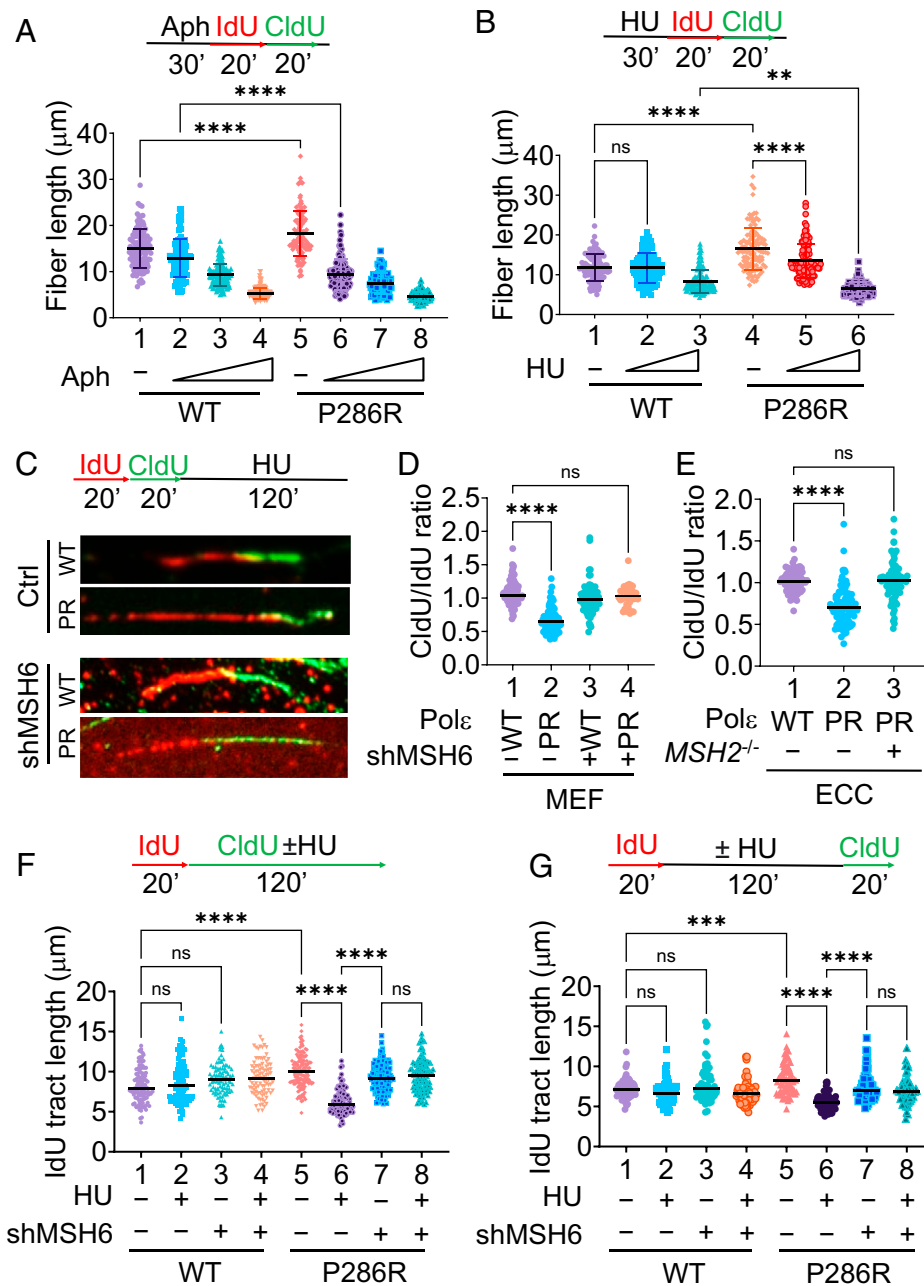 A
Aph IdU CldU
30' 20' 20'
****
****
Fiber length (μm)
40
30
20
10
0
1 2 3 4 5 6 7 8
Aph – –
WT P286R
B
HU IdU CldU
30' 20' 20'
**
****
ns ****
Fiber length (μm)
40
30
20
10
0
1 2 3 4 5 6
HU – –
WT P286R
C
IdU CldU HU
20' 20' 120'
Ctrl
WT
PR
shMSH6
WT
PR
D
ns
****
CldU/IdU ratio
2.5
2.0
1.5
1.0
0.5
0.0
1 2 3 4
Polε WT PR WT PR
shMSH6 – – + +
MEF
E
ns
****
CldU/IdU ratio
2.5
2.0
1.5
1.0
0.5
0.0
1 2 3
Polε WT PR PR
MSH2-/- – – +
ECC
F
IdU CldU ±HU
20' 120'
****
ns **** 
ns **** ns
IdU tract length (μm)
20
15
10
5
0
1 2 3 4 5 6 7 8
HU – + – + – + – +
shMSH6 – – + + – – + +
WT P286R
G
IdU ± HU CldU
20' 120' 20'
***
ns ****
ns **** ns
IdU tract length (μm)
20
15
10
5
0
1 2 3 4 5 6 7 8
HU – + – + – + – +
shMSH6 – – + + – – + +
WT P286R